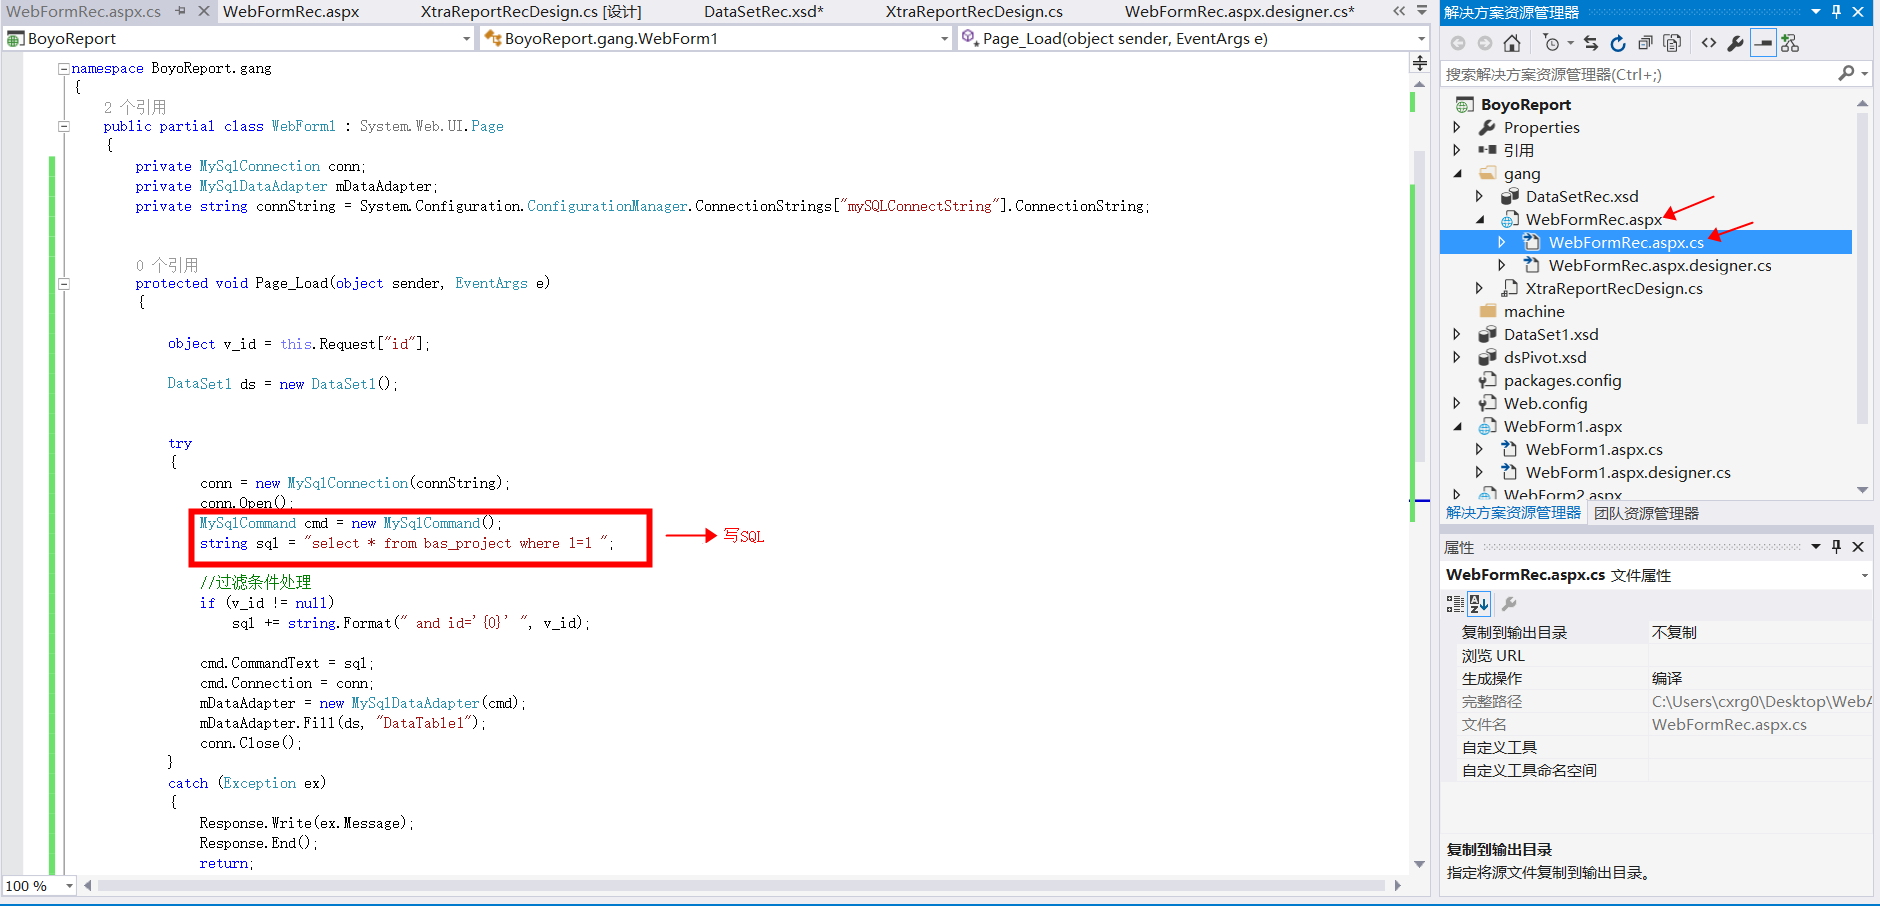 WebFormRec.aspx.cs
WebFormRec.aspx
XtraReportRecDesign.cs [设计]
DataSetRec.xsd*
XtraReportRecDesign.cs
WebFormRec.aspx.designer.cs*
BoyoReport
BoyoReport.gang.WebForm1
Page_Load(object sender, EventArgs e)
namespace BoyoReport.gang
{
2 个引用
public partial class WebForm1 : System.Web.UI.Page
{
private MySqlConnection conn;
private MySqlDataAdapter mDataAdapter;
private string connString = System.Configuration.ConfigurationManager.ConnectionStrings["mySQLConnectString"].ConnectionString;
0 个引用
protected void Page_Load(object sender, EventArgs e)
{
object v_id = this.Request["id"];
DataSet1 ds = new DataSet1();
try
{
conn = new MySqlConnection(connString);
conn.Open();
MySqlCommand cmd = new MySqlCommand();
string sql = "select * from bas_project where 1=1 ";
写SQL
//过滤条件处理
if (v_id != null)
sql += string.Format(" and id='{0}' ", v_id);
cmd.CommandText = sql;
cmd.Connection = conn;
mDataAdapter = new MySqlDataAdapter(cmd);
mDataAdapter.Fill(ds, "DataTable1");
conn.Close();
}
catch (Exception ex)
{
Response.Write(ex.Message);
Response.End();
return;
100 %
解决方案资源管理器
搜索解决方案资源管理器(Ctrl+;)
BoyoReport
Properties
引用
gang
DataSetRec.xsd
WebFormRec.aspx
WebFormRec.aspx.cs
WebFormRec.aspx.designer.cs
XtraReportRecDesign.cs
machine
DataSet1.xsd
dsPivot.xsd
packages.config
Web.config
WebForm1.aspx
WebForm1.aspx.cs
WebForm1.aspx.designer.cs
WebForm2.aspx
解决方案资源管理器 团队资源管理器
属性
WebFormRec.aspx.cs 文件属性
复制到输出目录 不复制
浏览 URL
生成操作 编译
完整路径 C:\Users\cxrg0\Desktop\WebA
文件名 WebFormRec.aspx.cs
自定义工具
自定义工具命名空间
复制到输出目录
指定将源文件复制到输出目录。